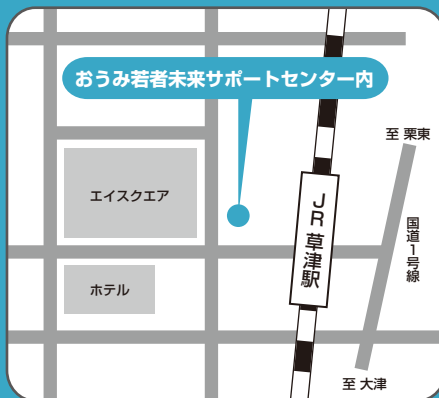 おうみ若者未来サポートセンター内
至 栗東
エイスクエア
JR 草津駅
国道1号線
ホテル
至 大津